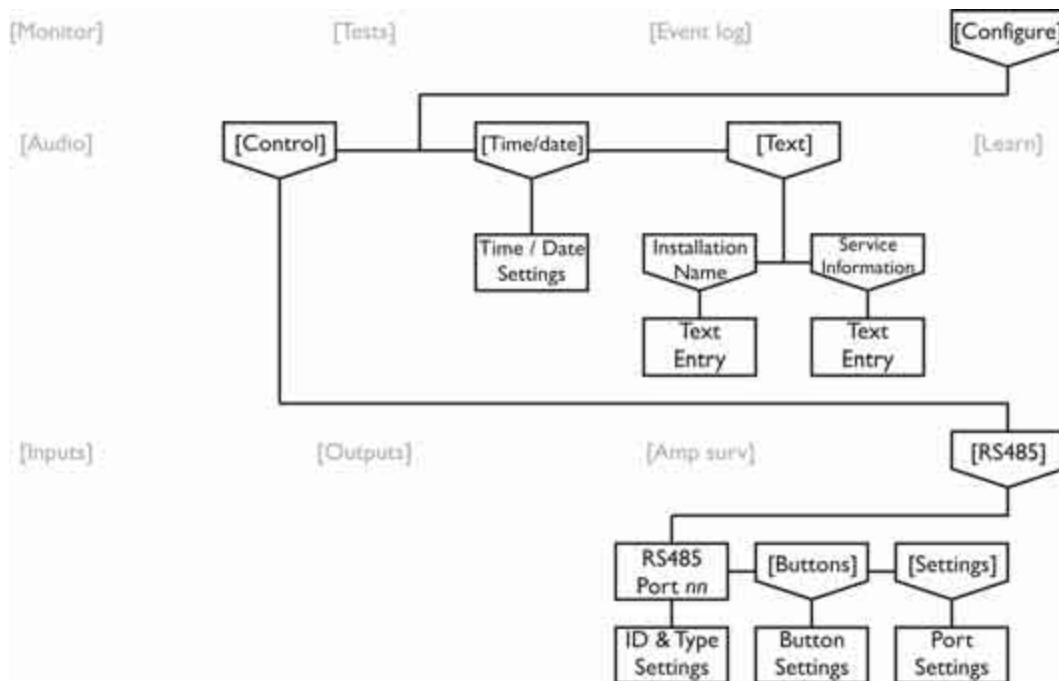 [Monitor] [Tests] [Event log] [Configure]
[Audio] [Control] [Time/date] [Text] [Learn]
Time / Date
Settings
Installation
Name
Service
Information
Text
Entry
Text
Entry
[Inputs] [Outputs] [Amp surv] [RS485]
RS485
Port nn
[Buttons]
[Settings]
ID & Type
Settings
Button
Settings
Port
Settings